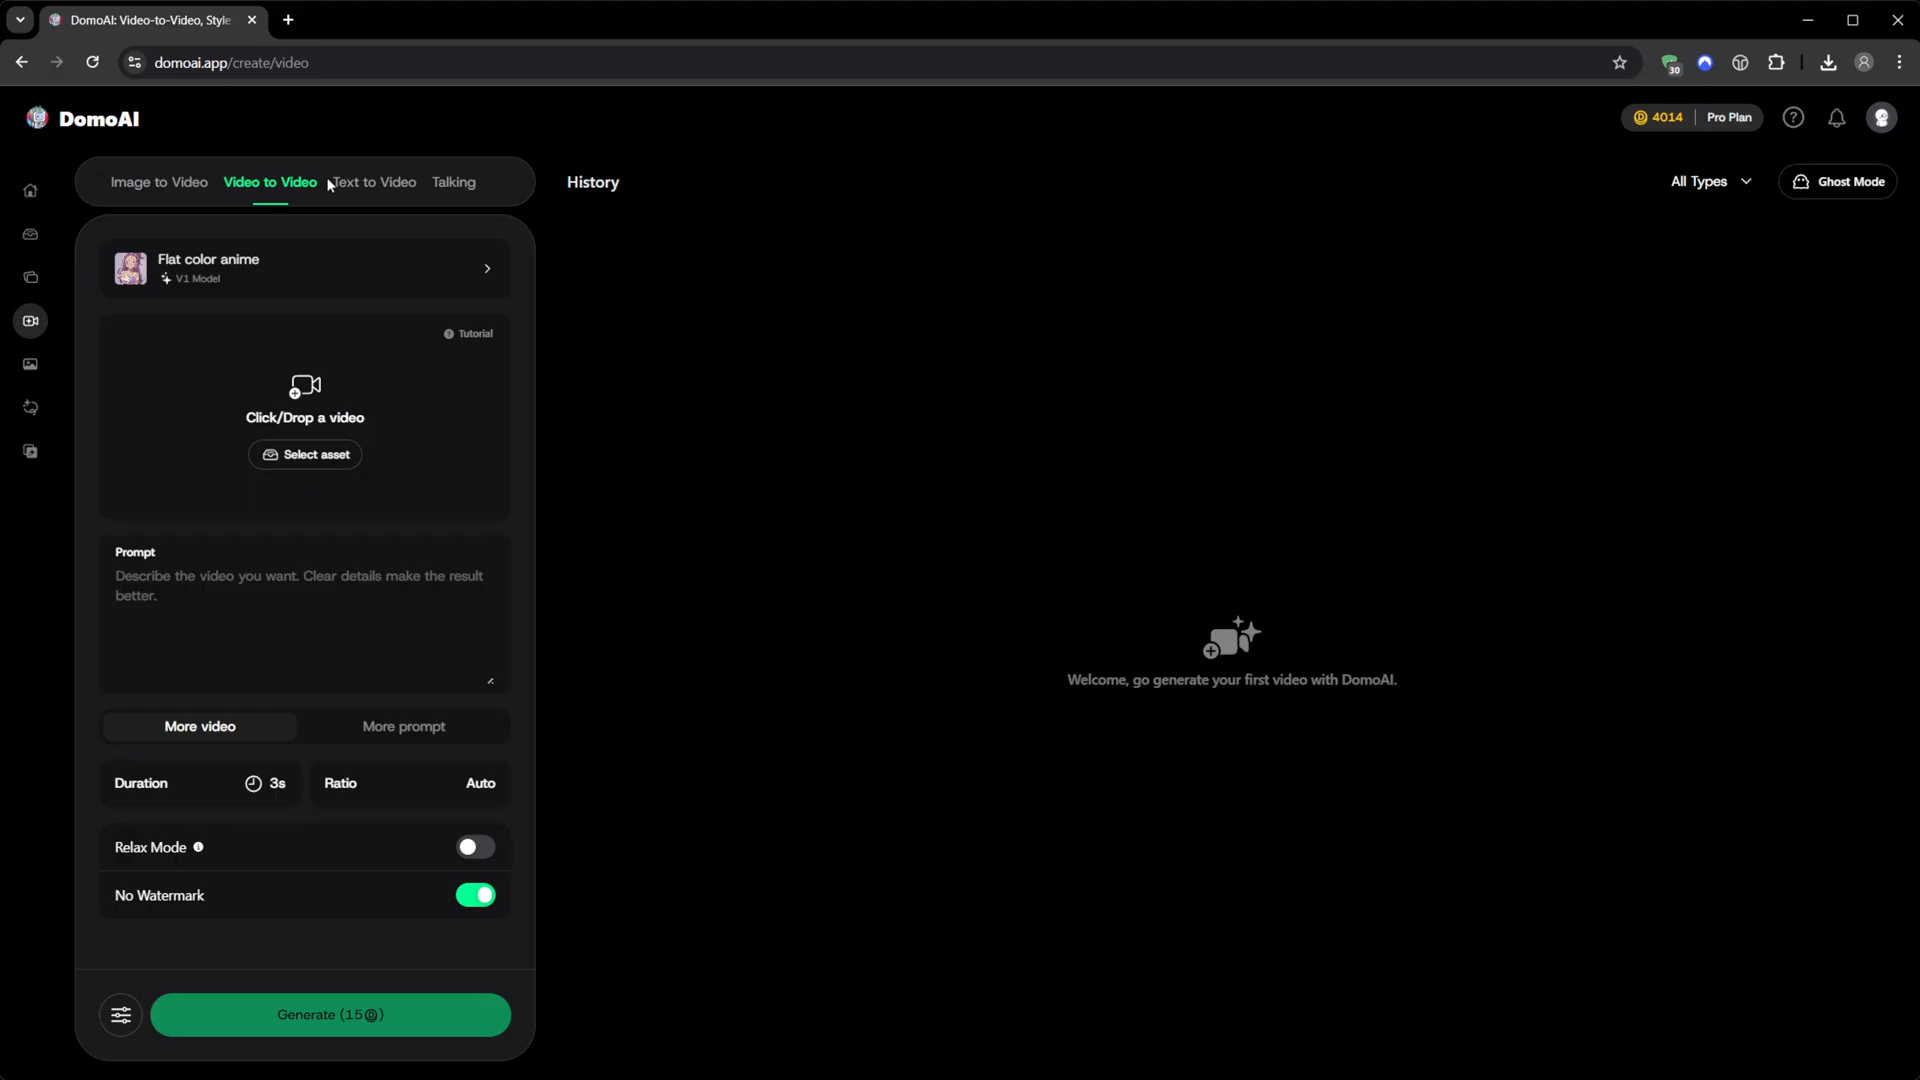 DomoAI: Video-to-Video, Style
domoai.app/create/video
30
DomoAI
4014
Pro Plan
Image to Video
Video to Video
Text to Video
Talking
History
All Types
Ghost Mode
Flat color anime
V1 Model
Tutorial
Click/Drop a video
Select asset
Prompt
Describe the video you want. Clear details make the result
better.
Welcome, go generate your first video with DomoAI.
More video
More prompt
Duration
3s
Ratio
Auto
Relax Mode
No Watermark
Generate (15
)